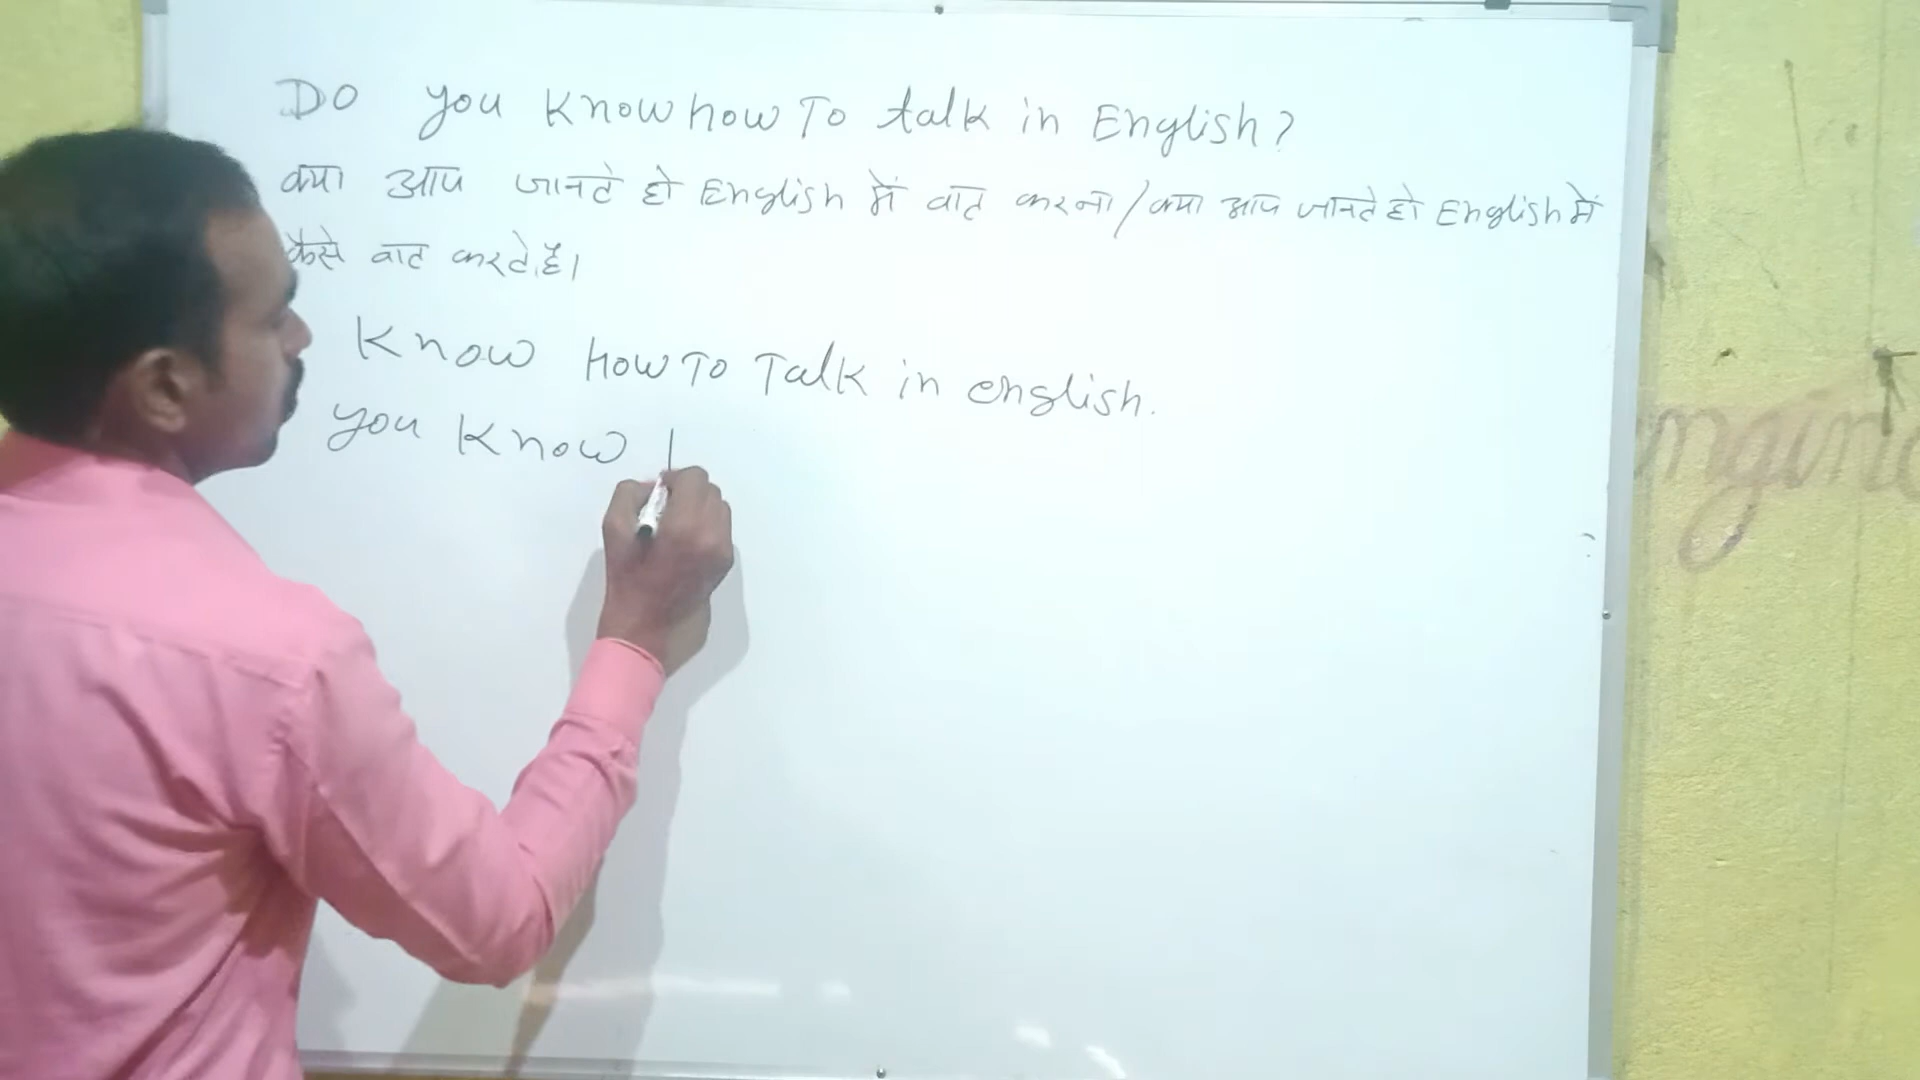 DO you Know how To talk in English?
क्या आप जानते हो English में बात करना/क्या आप जानते हो English में
कैसे बात करते है।
Know How To Talk in english.
you Know